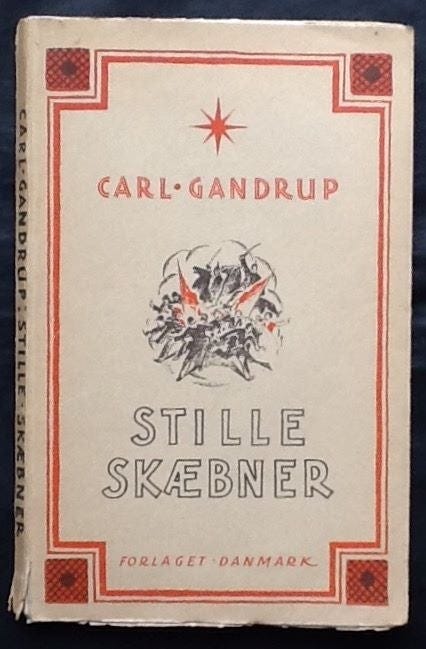 CARL·GANDRUP
STILLE
SKÆBNER
FORLAGET·DANMARK
CARL·GANDRUP: STILLE·SKÆBNER